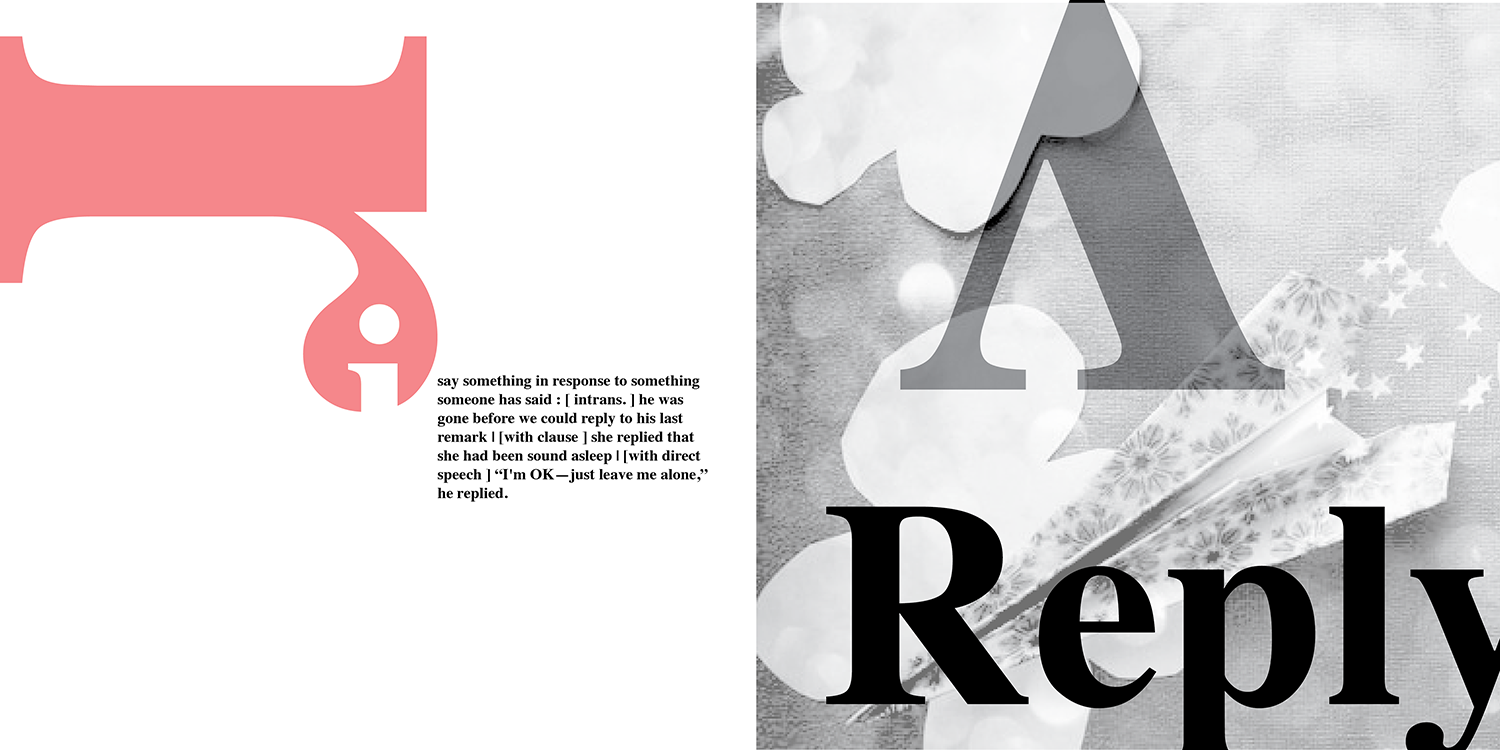 r
i
say something in response to something
someone has said : [ intrans. ] he was
gone before we could reply to his last
remark | [with clause ] she replied that
she had been sound asleep | [with direct
speech ] “I'm OK—just leave me alone,”
he replied.
A
Reply